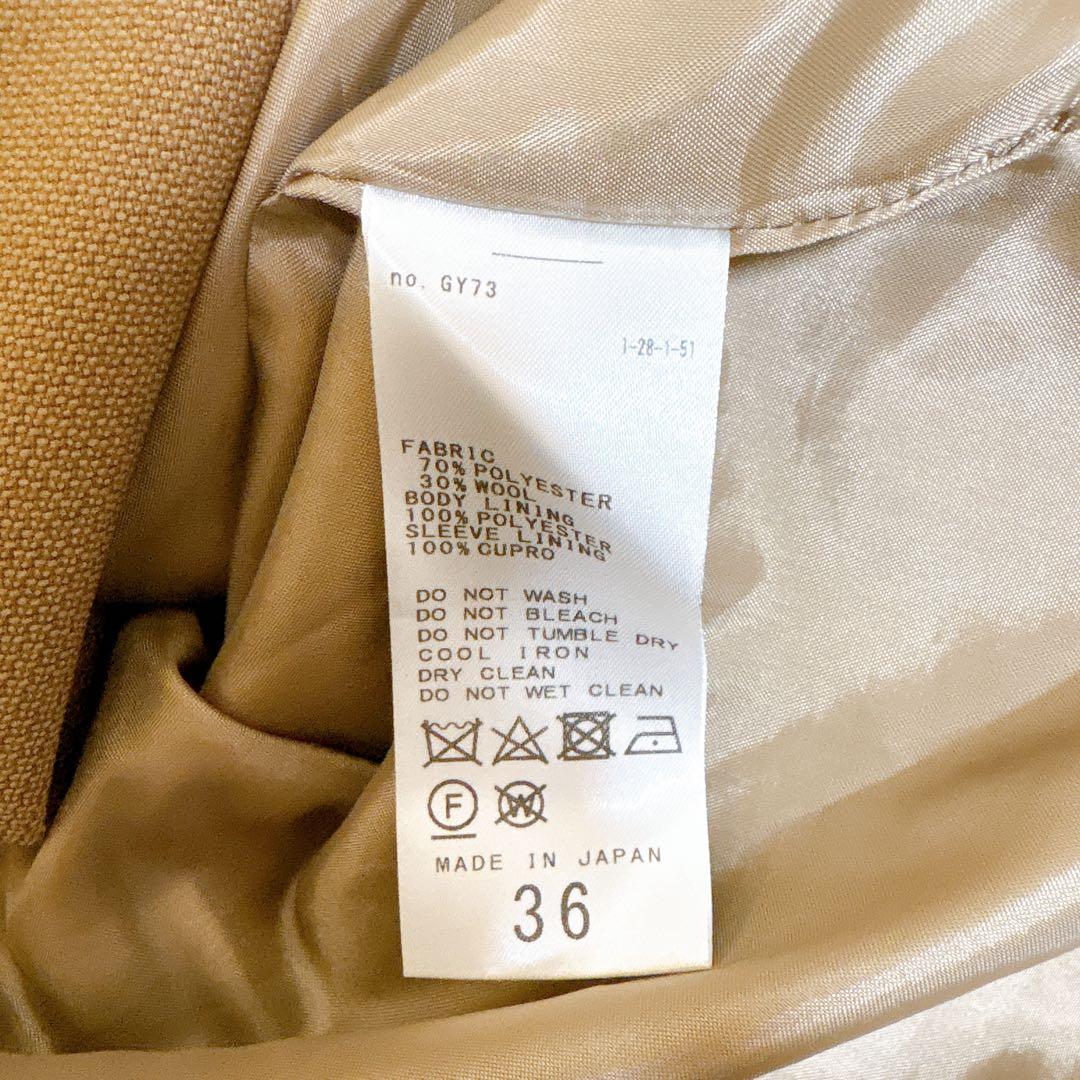 no. GY73
1-28-1-51
FABRIC
70% POLYESTER
30% WOOL
BODY LINING
100% POLYESTER
SLEEVE LINING
100% CUPRO
DO NOT WASH
DO NOT BLEACH
DO NOT TUMBLE DRY
COOL IRON
DRY CLEAN
DO NOT WET CLEAN
F W
MADE IN JAPAN
36